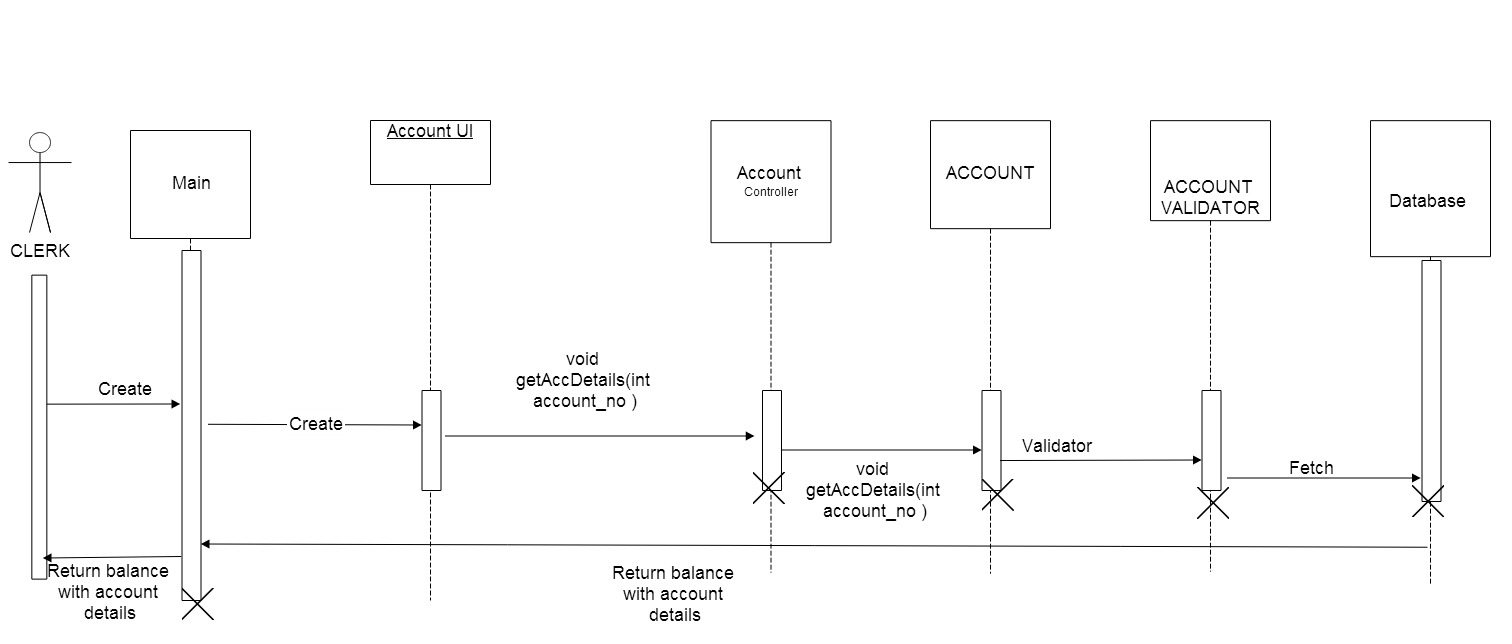 CLERK
Main
Account UI
Account
Controller
ACCOUNT
ACCOUNT
VALIDATOR
Database
Create
Create
void
getAccDetails(int
account_no )
void
getAccDetails(int
account_no )
Validator
Fetch
Return balance
with account
details
Return balance
with account
details